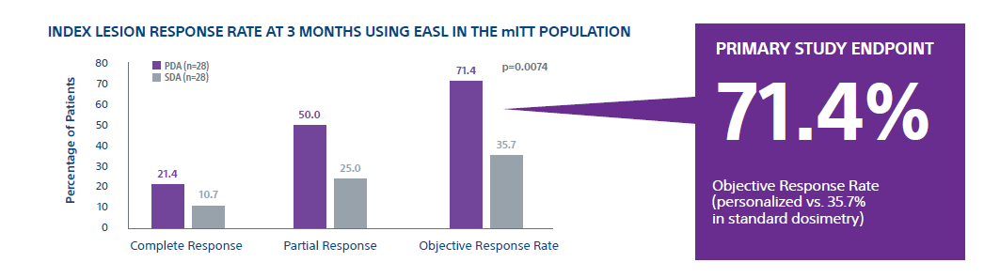 INDEX LESION RESPONSE RATE AT 3 MONTHS USING EASL IN THE mITT POPULATION
Percentage of Patients
80
70
60
50
40
30
20
10
0
PDA (n=28)
SDA (n=28)
21.4
10.7
50.0
25.0
71.4
35.7
p=0.0074
Complete Response
Partial Response
Objective Response Rate
PRIMARY STUDY ENDPOINT
71.4%
Objective Response Rate
(personalized vs. 35.7%
in standard dosimetry)